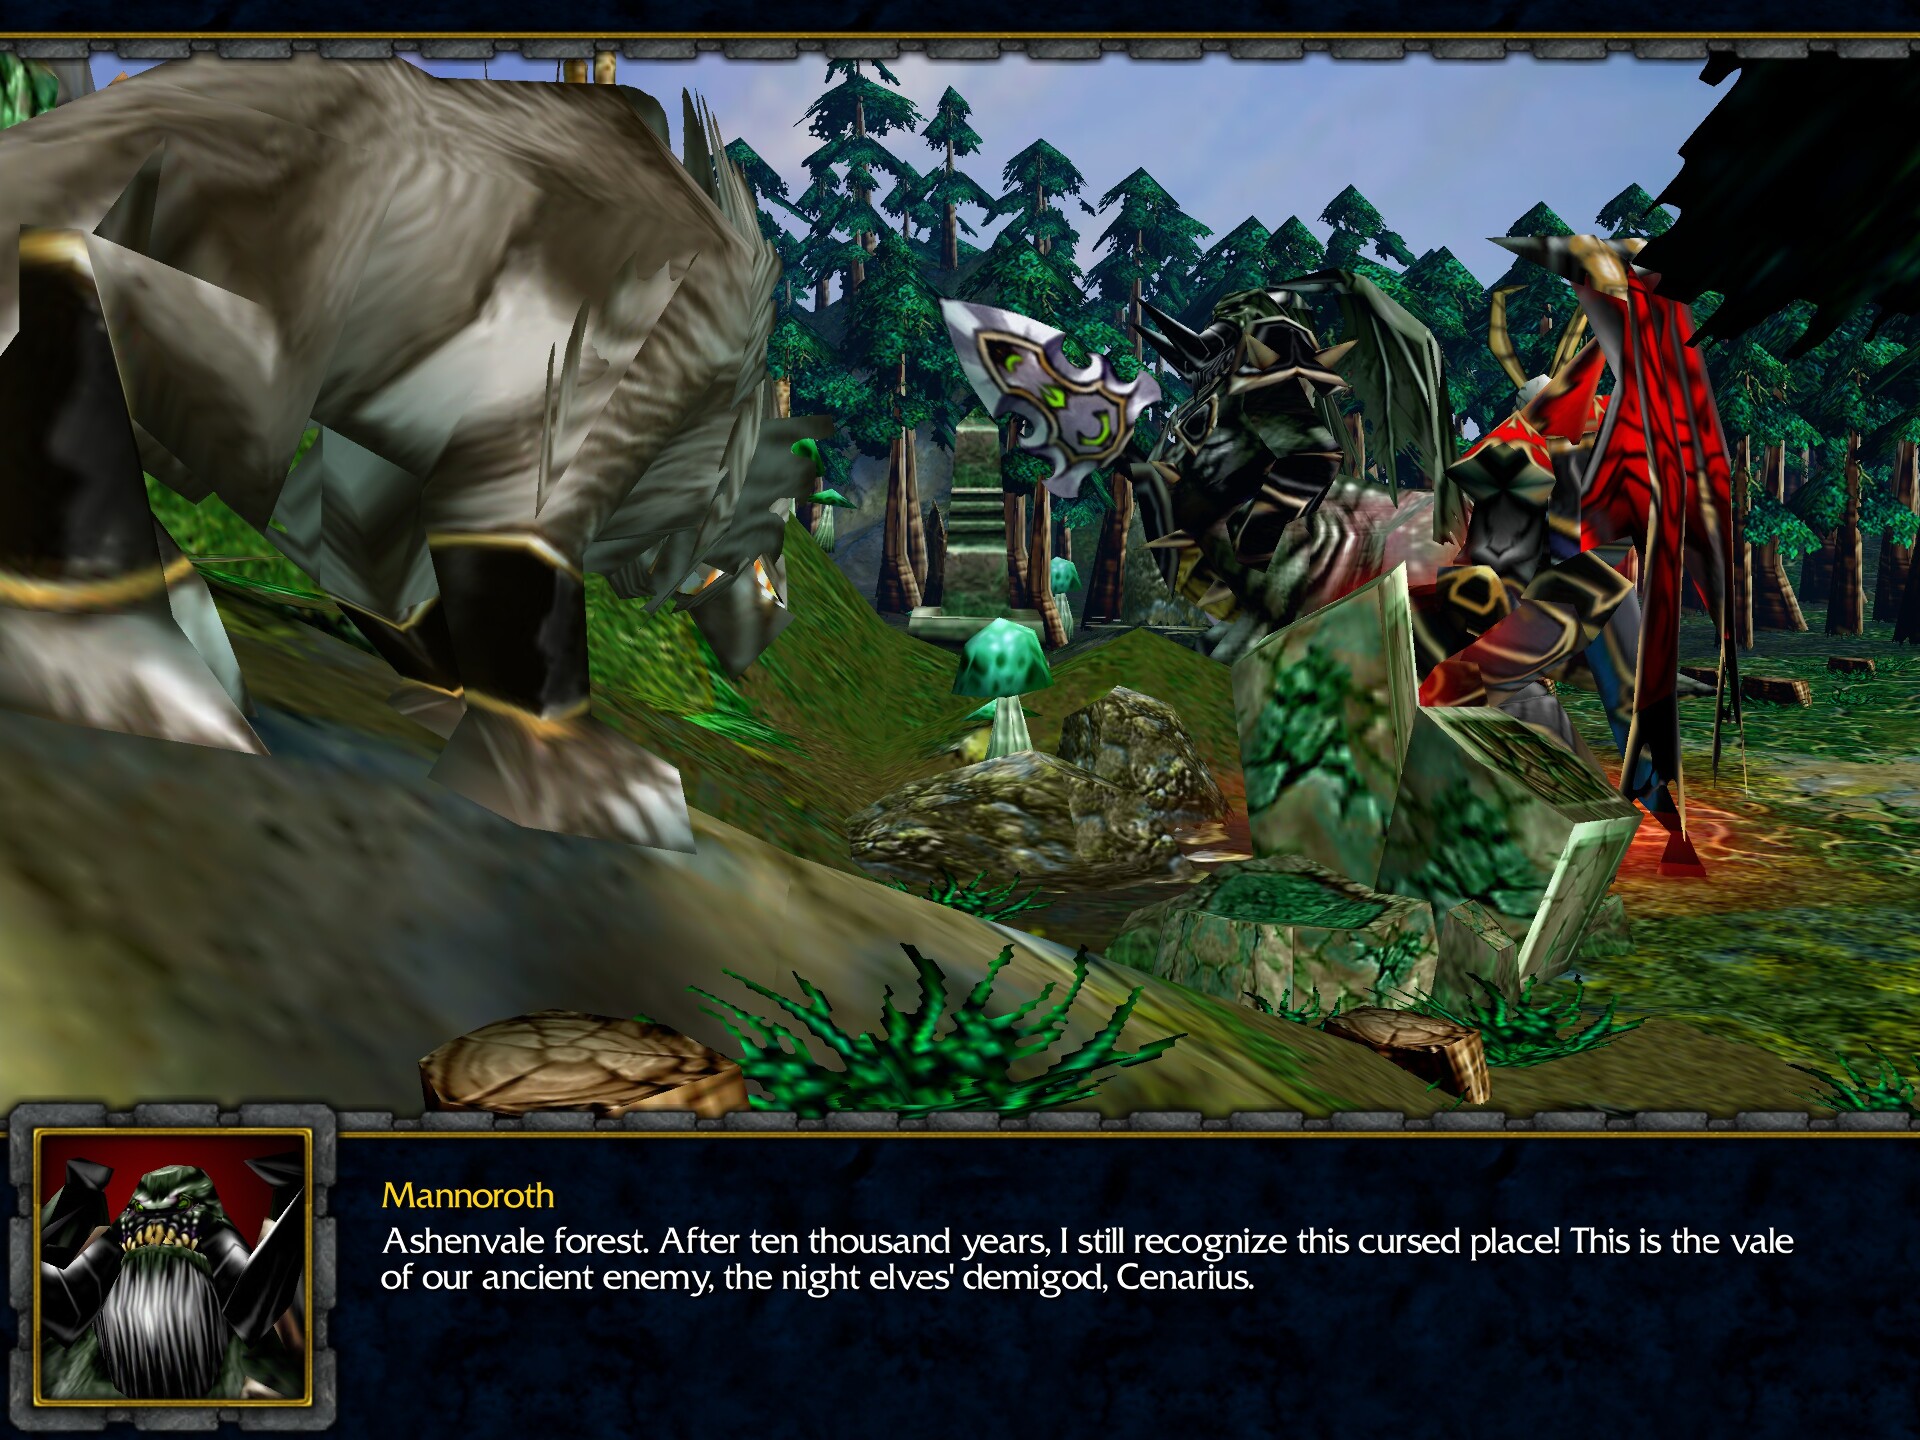 Mannoroth
Ashenvale forest. After ten thousand years, I still recognize this cursed place! This is the vale
of our ancient enemy, the night elves' demigod, Cenarius.